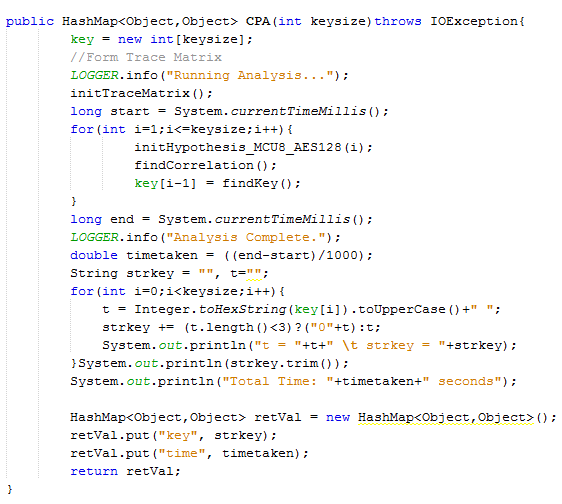 public HashMap<Object,Object> CPA(int keysize)throws IOException{
key = new int[keysize];
//Form Trace Matrix
LOGGER.info("Running Analysis...");
initTraceMatrix();
long start = System.currentTimeMillis();
for(int i=1;i<=keysize;i++){
initHypothesis_MCU8_AES128(i);
findCorrelation();
key[i-1] = findKey();
}
long end = System.currentTimeMillis();
LOGGER.info("Analysis Complete.");
double timetaken = ((end-start)/1000);
String strkey = "", t="";
for(int i=0;i<keysize;i++){
t = Integer.toHexString(key[i]).toUpperCase()+" ";
strkey += (t.length()<3)?("0"+t):t;
System.out.println("t = "+t+" \t strkey = "+strkey);
}System.out.println(strkey.trim());
System.out.println("Total Time: "+timetaken+" seconds");
HashMap<Object,Object> retVal = new HashMap<Object,Object>();
retVal.put("key", strkey);
retVal.put("time", timetaken);
return retVal;
}